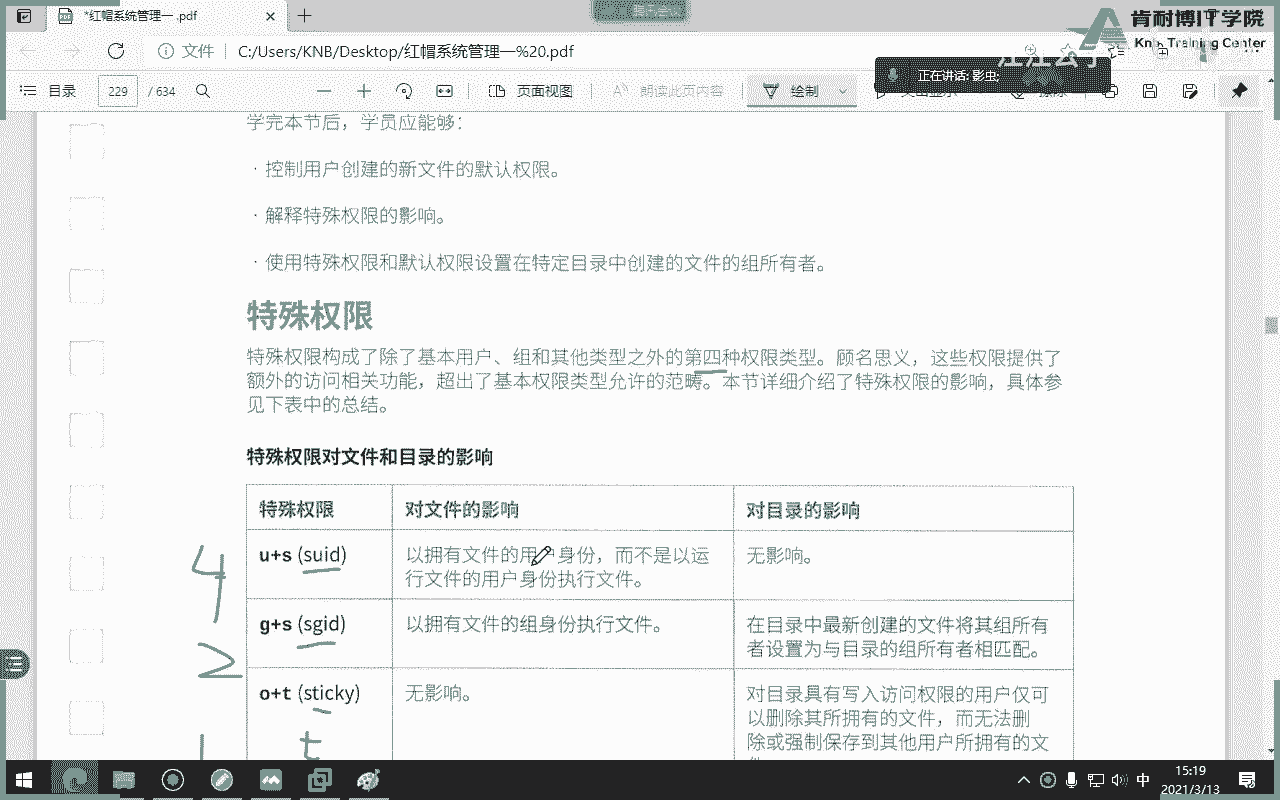 *红帽系统管理一 .pdf
肯耐博IT学院
KNB Training Center
文件 C:/Users/KNB/Desktop/红帽系统管理一%20.pdf
正在讲话: 影虫;
目录 229 / 634 页面视图 朗读此页内容 绘制
学完本节后，学员应能够：
· 控制用户创建的新文件的默认权限。
· 解释特殊权限的影响。
· 使用特殊权限和默认权限设置在特定目录中创建的文件的组所有者。
特殊权限
特殊权限构成了除了基本用户、组和其他类型之外的第四种权限类型。顾名思义，这些权限提供了
额外的访问相关功能，超出了基本权限类型允许的范畴。本节详细介绍了特殊权限的影响，具体参
见下表中的总结。
特殊权限对文件和目录的影响
特殊权限 对文件的影响 对目录的影响
4 u+s (suid) 以拥有文件的用户身份，而不是以运 无影响。
行文件的用户身份执行文件。
2 g+s (sgid) 以拥有文件的组身份执行文件。 在目录中最新创建的文件将其组所有
者设置为与目录的组所有者相匹配。
1 o+t (sticky) 无影响。 对目录具有写入访问权限的用户仅可
以删除其所拥有的文件，而无法删
t 除或强制保存到其他用户所拥有的文
中 15:19
2021/3/13